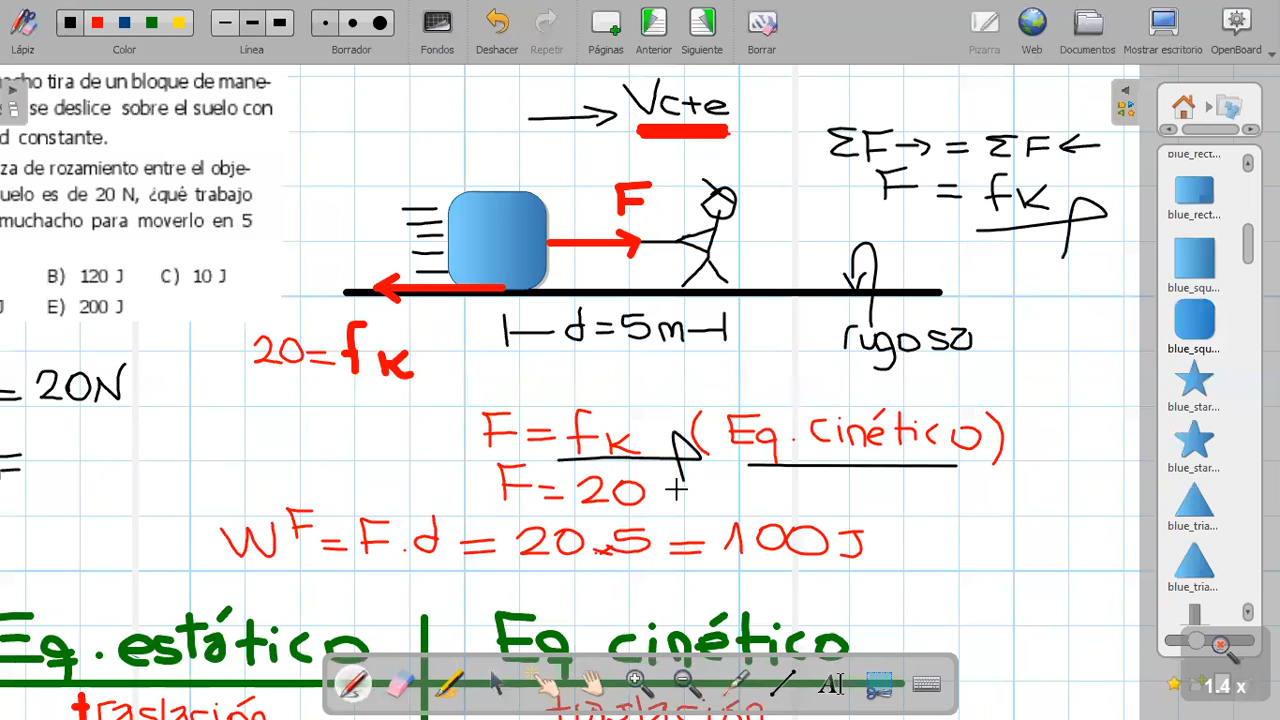 Lápiz
Color
Línea
Borrador
Fondos
Deshacer
Repetir
Páginas
Anterior
Siguiente
Borrar
Pizarra
Web
Documentos
Mostrar escritorio
OpenBoard
cho tira de un bloque de mane-
se deslice sobre el suelo con
d constante.
za de rozamiento entre el obje-
uelo es de 20 N, ¿qué trabajo
muchacho para moverlo en 5
B) 120 J C) 10 J
J E) 200 J
= 20N
F
Vcte
F
20 = fK
d = 5m
rugoso
ΣF→ = ΣF←
F = fK
F = fK (Eq. cinético)
F = 20
W^F = F.d = 20.5 = 100J
Eq. estático
Eq cinético
traslación
traslación
blue_rect...
blue_rect...
blue_squ...
blue_squ...
blue_star...
blue_star...
blue_tria...
blue_tria...
1.4 x